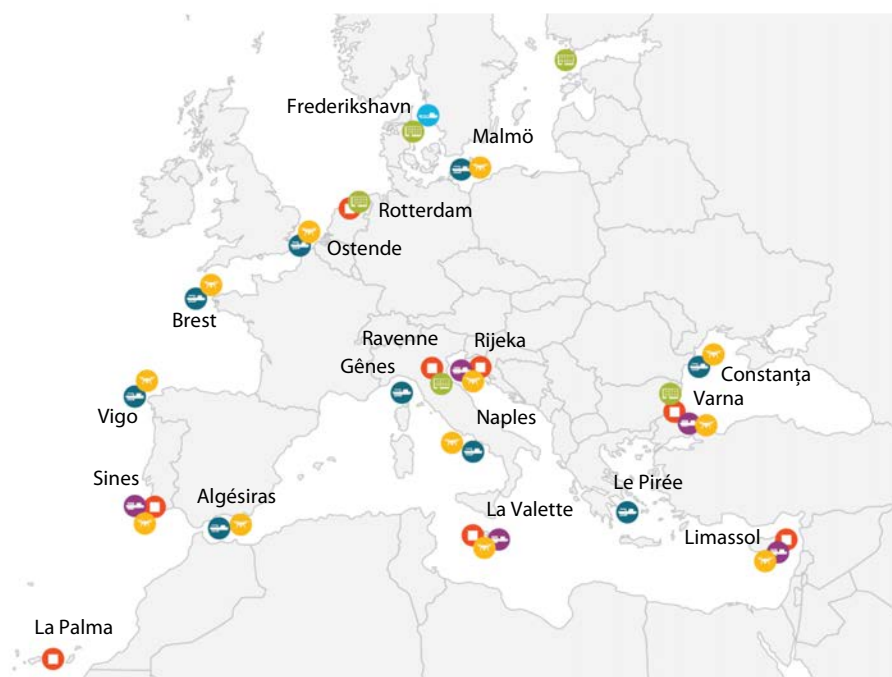 Frederikshavn
Malmö
Rotterdam
Ostende
Brest
Ravenne
Rijeka
Gênes
Constanța
Varna
Vigo
Naples
Sines
Algésiras
Le Pirée
La Valette
Limassol
La Palma